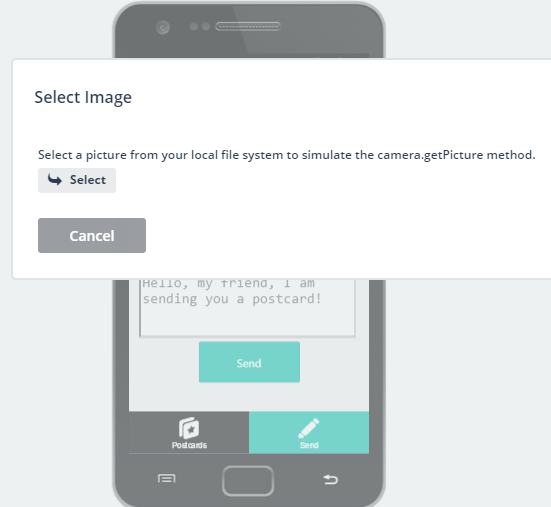 Select Image
Select a picture from your local file system to simulate the camera.getPicture method.
Select
Cancel
Hello, my friend, I am
sending you a postcard!
Send
Postcards
Send